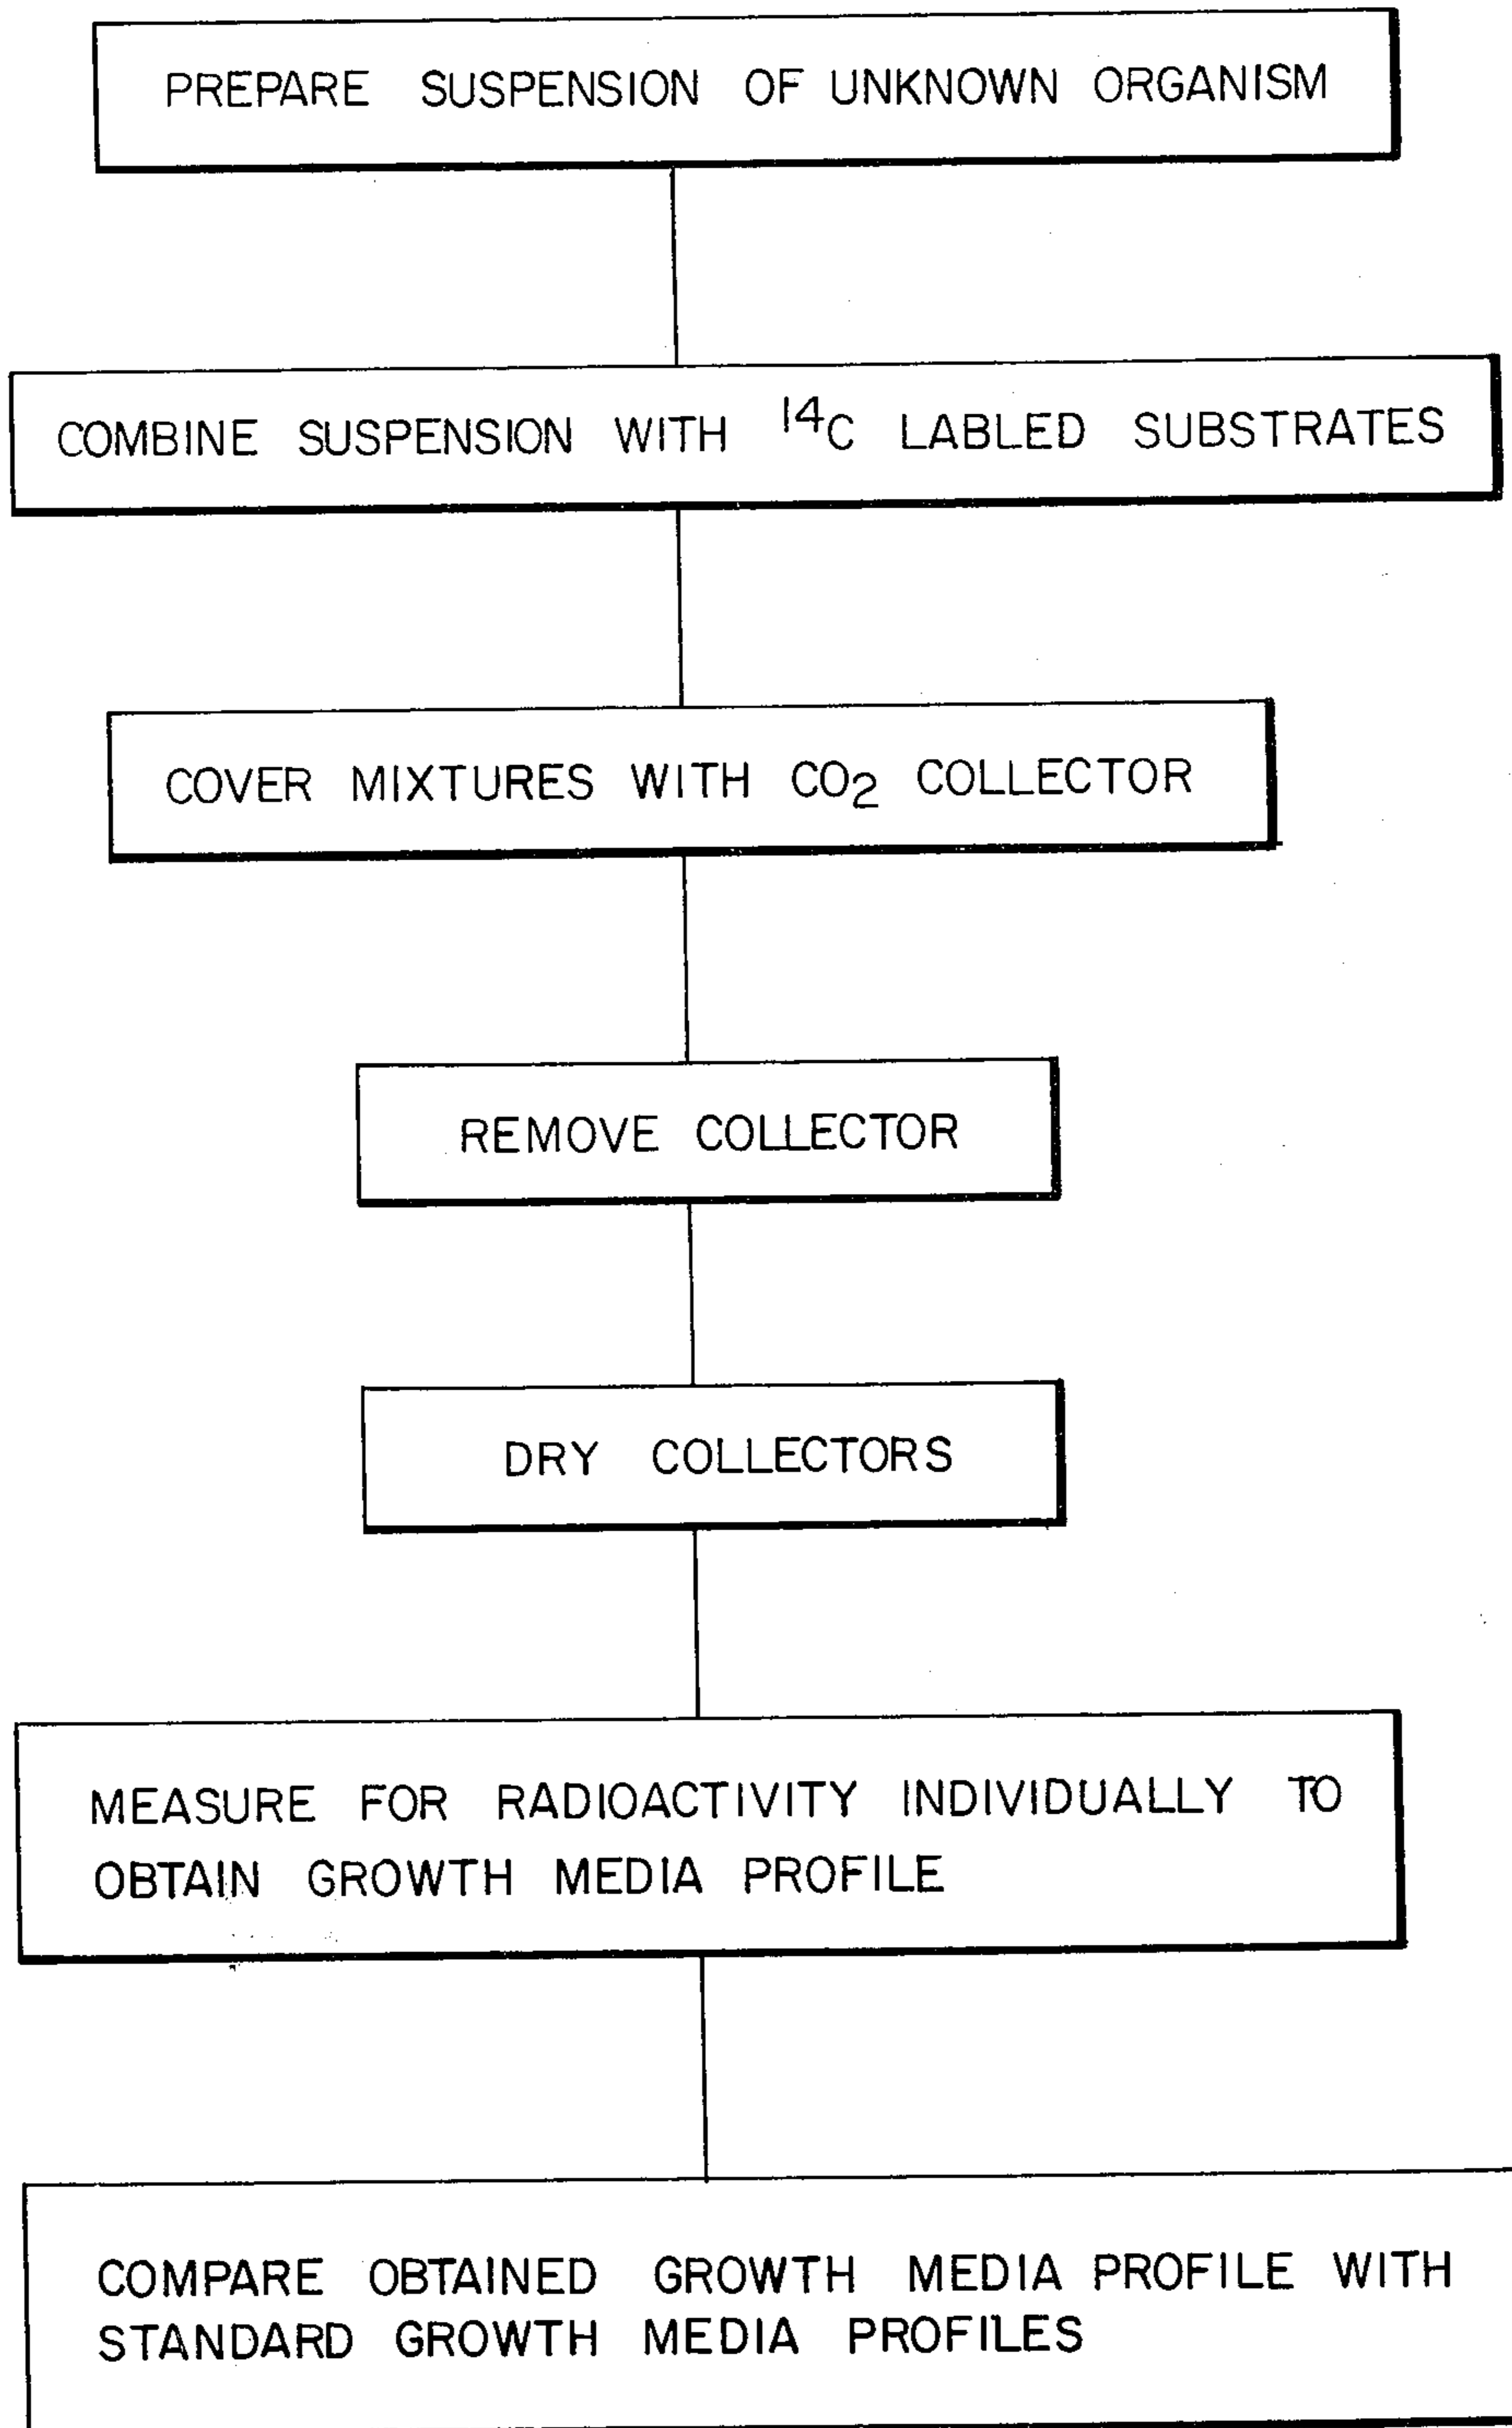 PREPARE SUSPENSION OF UNKNOWN ORGANISM
COMBINE SUSPENSION WITH ¹⁴C LABLED SUBSTRATES
COVER MIXTURES WITH CO₂ COLLECTOR
REMOVE COLLECTOR
DRY COLLECTORS
MEASURE FOR RADIOACTIVITY INDIVIDUALLY TO
OBTAIN GROWTH MEDIA PROFILE
COMPARE OBTAINED GROWTH MEDIA PROFILE WITH
STANDARD GROWTH MEDIA PROFILES